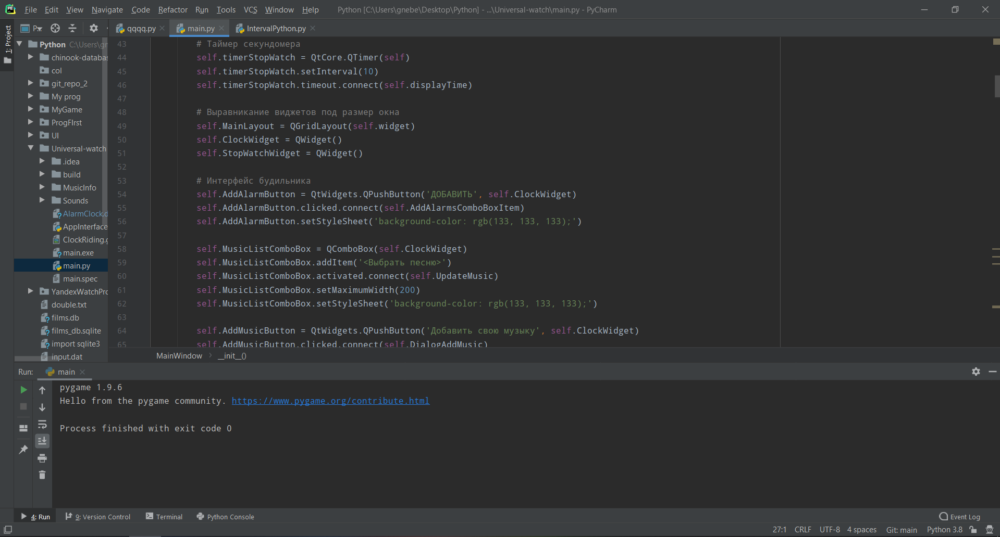 File Edit View Navigate Code Refactor Run Tools VCS Window Help Python [C:\Users\gnebe\Desktop\Python] - ...\Universal-watch\main.py - PyCharm
1: Project
P...
qqqq.py main.py IntervalPython.py
Python C:\Users\gr
chinook-databas
col
git_repo_2
My prog
MyGame
ProgFIrst
UI
Universal-watch
.idea
build
MusicInfo
Sounds
AlarmClock.d
AppInterface
ClockRiding.g
main.exe
main.py
main.spec
YandexWatchPro
double.txt
films.db
films_db.sqlite
import sqlite3
input.dat
43 # Таймер секундомера
44 self.timerStopWatch = QtCore.QTimer(self)
45 self.timerStopWatch.setInterval(10)
46 self.timerStopWatch.timeout.connect(self.displayTime)
47
48 # Выравникание виджетов под размер окна
49 self.MainLayout = QGridLayout(self.widget)
50 self.ClockWidget = QWidget()
51 self.StopWatchWidget = QWidget()
52
53 # Интерфейс будильника
54 self.AddAlarmButton = QtWidgets.QPushButton('ДОБАВИТЬ', self.ClockWidget)
55 self.AddAlarmButton.clicked.connect(self.AddAlarmsComboBoxItem)
56 self.AddAlarmButton.setStyleSheet('background-color: rgb(133, 133, 133);')
57
58 self.MusicListComboBox = QComboBox(self.ClockWidget)
59 self.MusicListComboBox.addItem('<Выбрать песню>')
60 self.MusicListComboBox.activated.connect(self.UpdateMusic)
61 self.MusicListComboBox.setMaximumWidth(200)
62 self.MusicListComboBox.setStyleSheet('background-color: rgb(133, 133, 133);')
63
64 self.AddMusicButton = QtWidgets.QPushButton('Добавить свою музыку', self.ClockWidget)
65 self.AddMusicButton.clicked.connect(self.DialogAddMusic)
MainWindow › __init__()
Run: main
pygame 1.9.6
Hello from the pygame community. https://www.pygame.org/contribute.html
Process finished with exit code 0
4: Run 9: Version Control Terminal Python Console Event Log
27:1 CRLF UTF-8 4 spaces Git: main Python 3.8